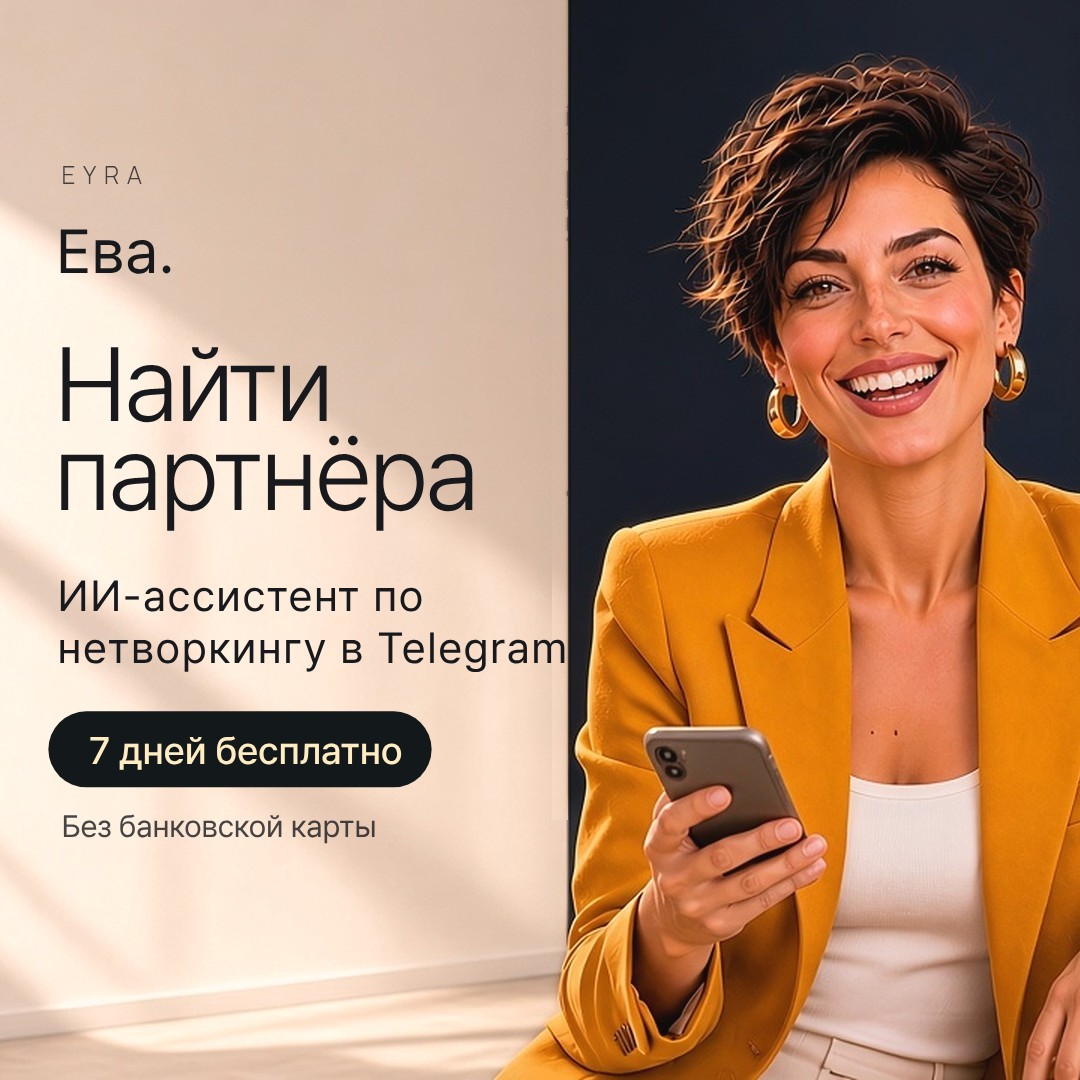 EYRA
Ева.
Найти
партнёра
ИИ-ассистент по
нетворкингу в Telegram
7 дней бесплатно
Без банковской карты